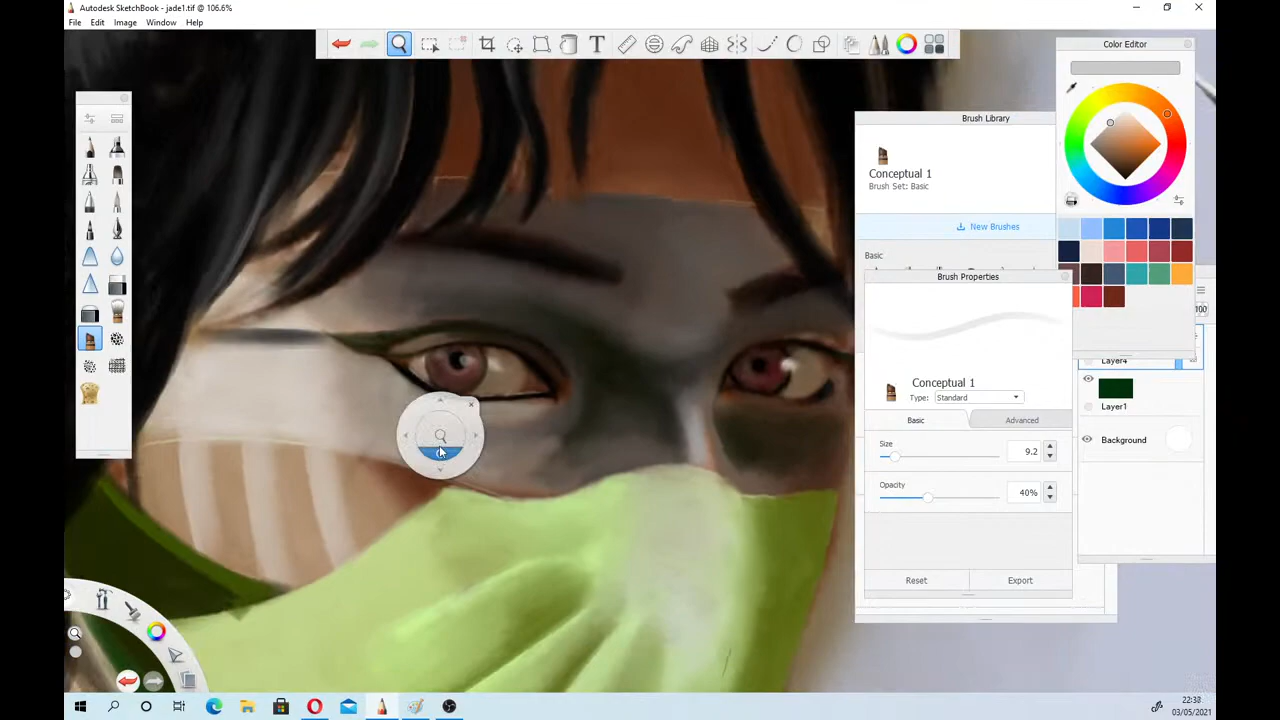 Autodesk SketchBook - jade1.tif @ 106.6%
File Edit Image Window Help
Color Editor
Brush Library
Conceptual 1
Brush Set: Basic
New Brushes
Basic
Brush Properties
Conceptual 1
Type: Standard
Basic Advanced
Size
9.2
Opacity
40%
Reset Export
100
Layer4
Layer1
Background
22:38
03/05/2021